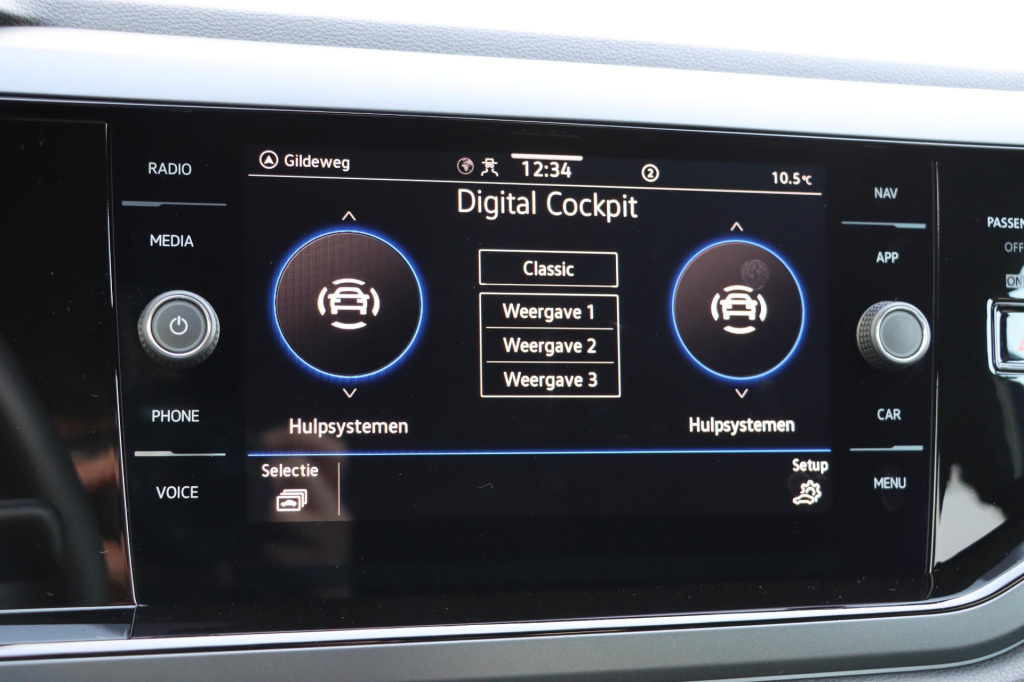 RADIO
MEDIA
PHONE
VOICE
Gildeweg
12:34
2
10.5°C
Digital Cockpit
Classic
Weergave 1
Weergave 2
Weergave 3
Hulpsystemen
Hulpsystemen
Selectie
Setup
NAV
APP
CAR
MENU
PASSEN
OFF
ON